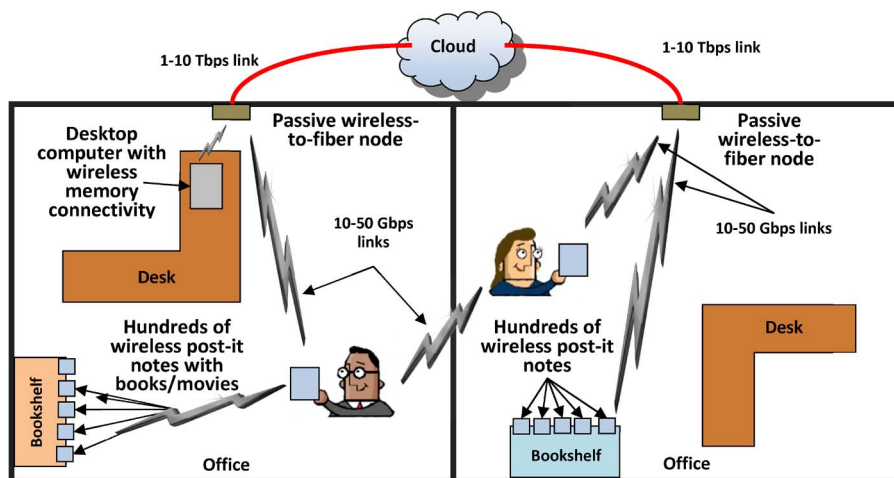 Cloud
1-10 Tbps link
1-10 Tbps link
Passive wireless-
to-fiber node
Desktop
computer with
wireless
memory
connectivity
Desk
10-50 Gbps
links
Hundreds of
wireless post-it
notes with
books/movies
Bookshelf
Office
Passive
wireless-to-
fiber node
10-50 Gbps links
Hundreds of
wireless post-it
notes
Desk
Bookshelf
Office